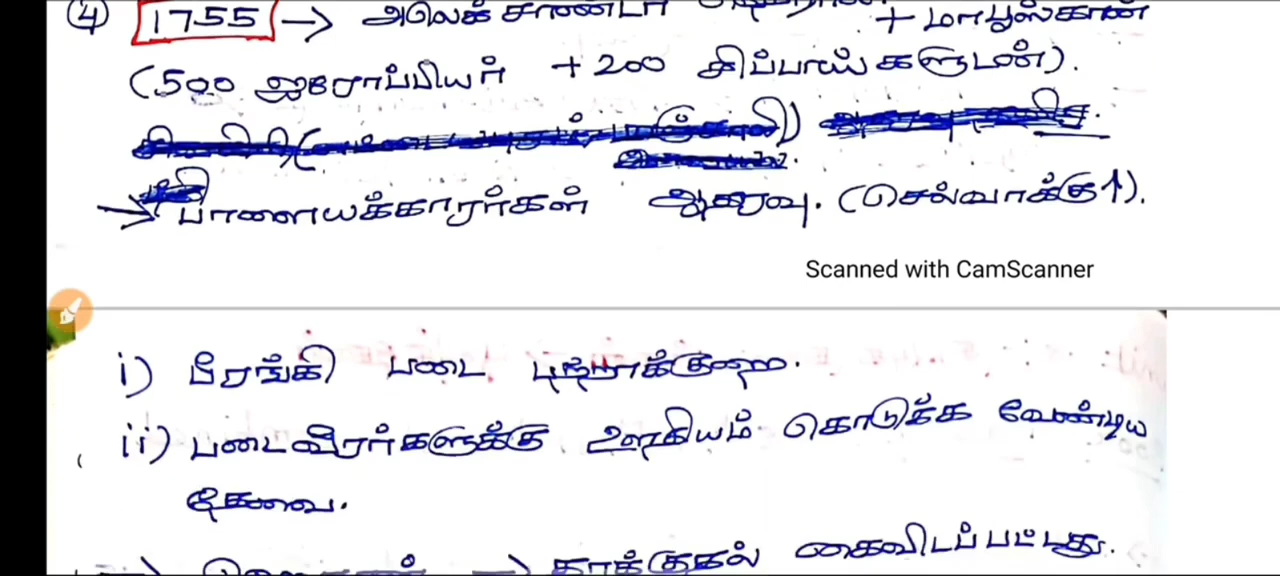 ④ 1755 → அலெக்சாண்டர் + மாபூஸ்கான்
(500 ஐரோப்பியர் + 200 சிப்பாய்களுடன்).
→ பாளையக்காரர்கள் ஆதரவு. (செல்வாக்கு↑).
Scanned with CamScanner
i) பீரங்கி படை பற்றாக்குறை.
ii) படைவீரர்களுக்கு ஊதியம் கொடுக்க வேண்டிய
தேவை.
→ → தாக்குதல் கைவிடப்பட்டது.